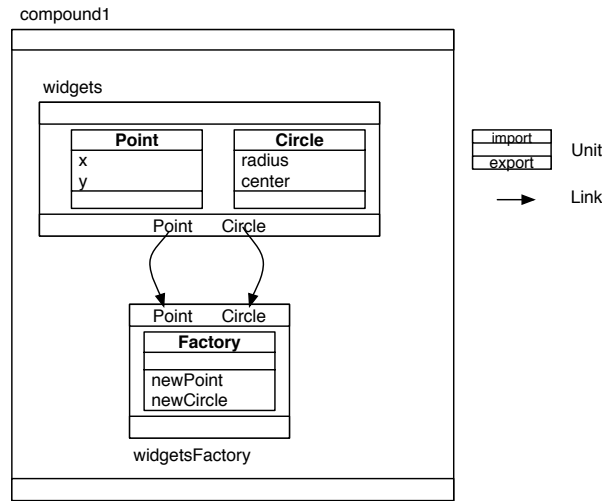 compound1
widgets
Point
x
y
Circle
radius
center
Point Circle
Point Circle
Factory
newPoint
newCircle
widgetsFactory
import
export
Unit
Link